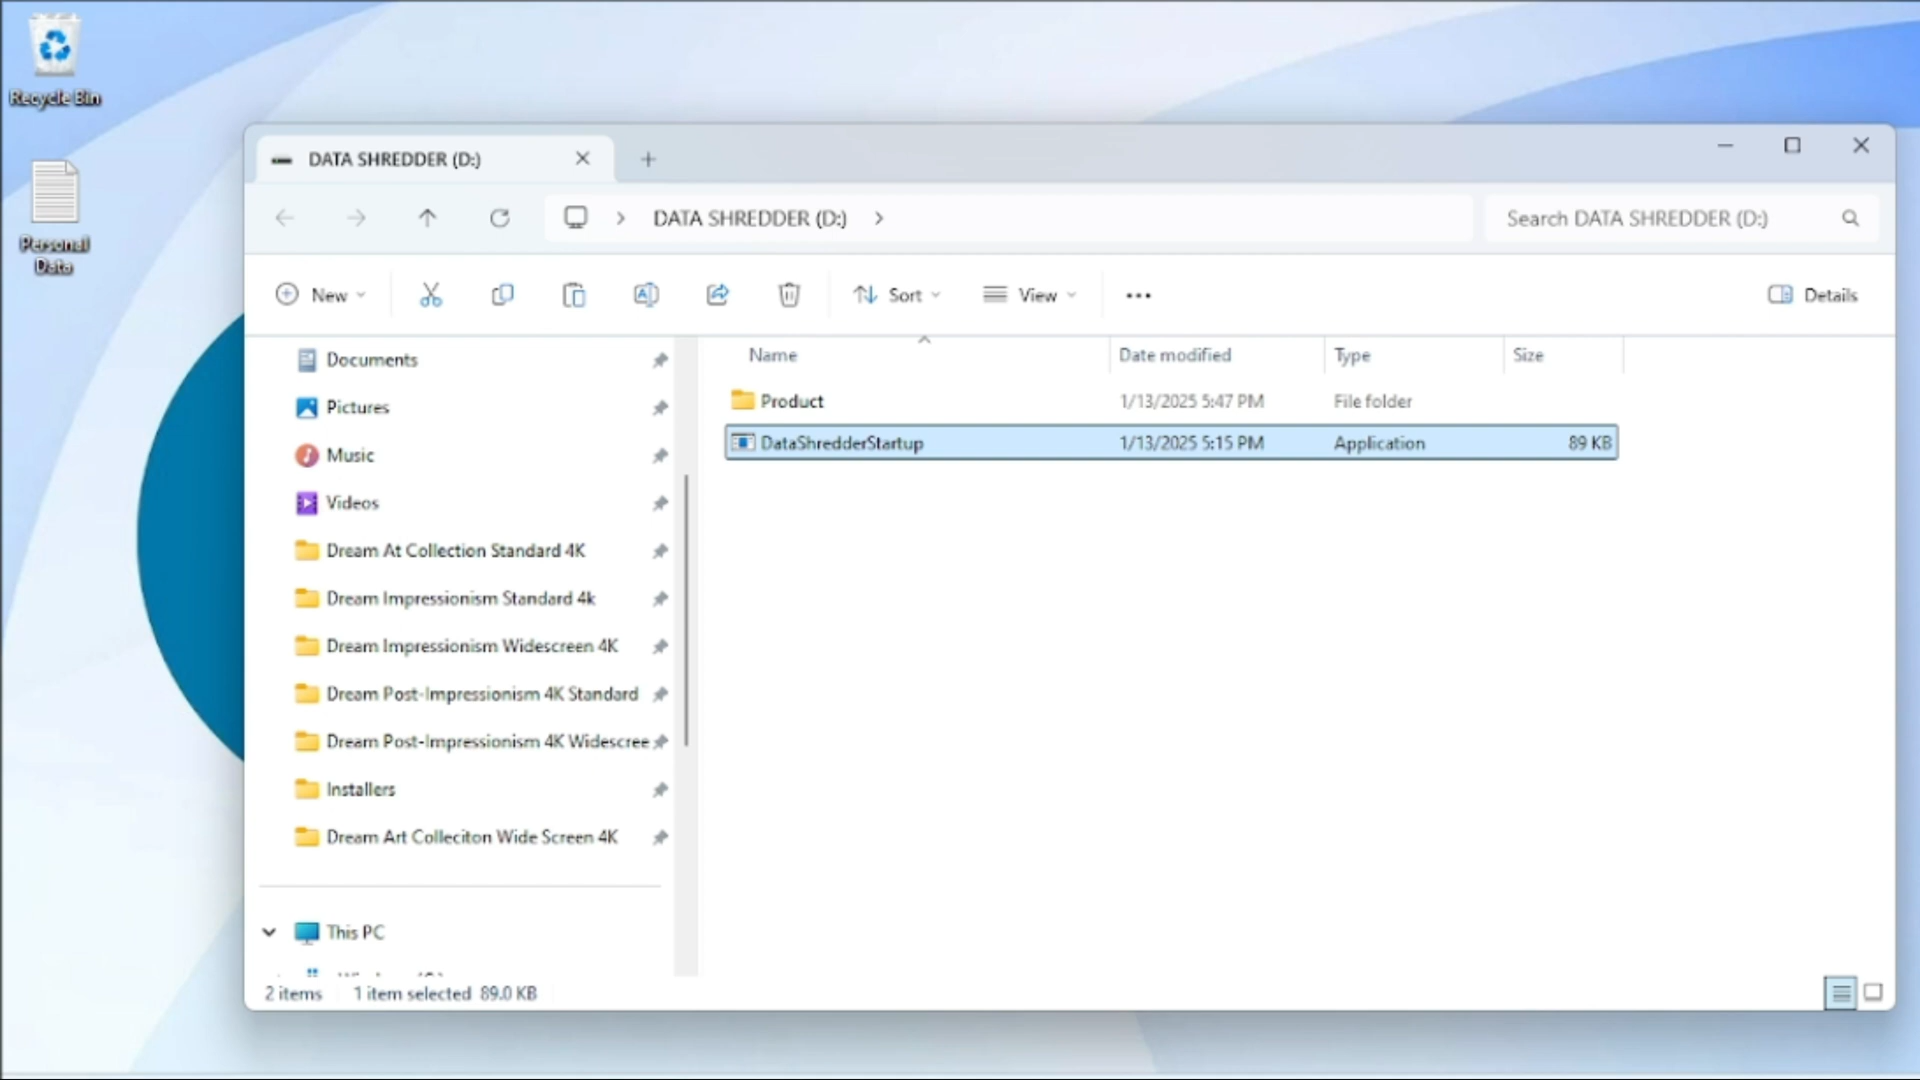 Recycle Bin
Personal
Data
DATA SHREDDER (D:)
DATA SHREDDER (D:)
Search DATA SHREDDER (D:)
New
Sort
View
Details
Documents
Pictures
Music
Videos
Dream At Collection Standard 4K
Dream Impressionism Standard 4k
Dream Impressionism Widescreen 4K
Dream Post-Impressionism 4K Standard
Dream Post-Impressionism 4K Widescree
Installers
Dream Art Colleciton Wide Screen 4K
This PC
Name Date modified Type Size
Product 1/13/2025 5:47 PM File folder
DataShredderStartup 1/13/2025 5:15 PM Application 89 KB
2 items 1 item selected 89.0 KB